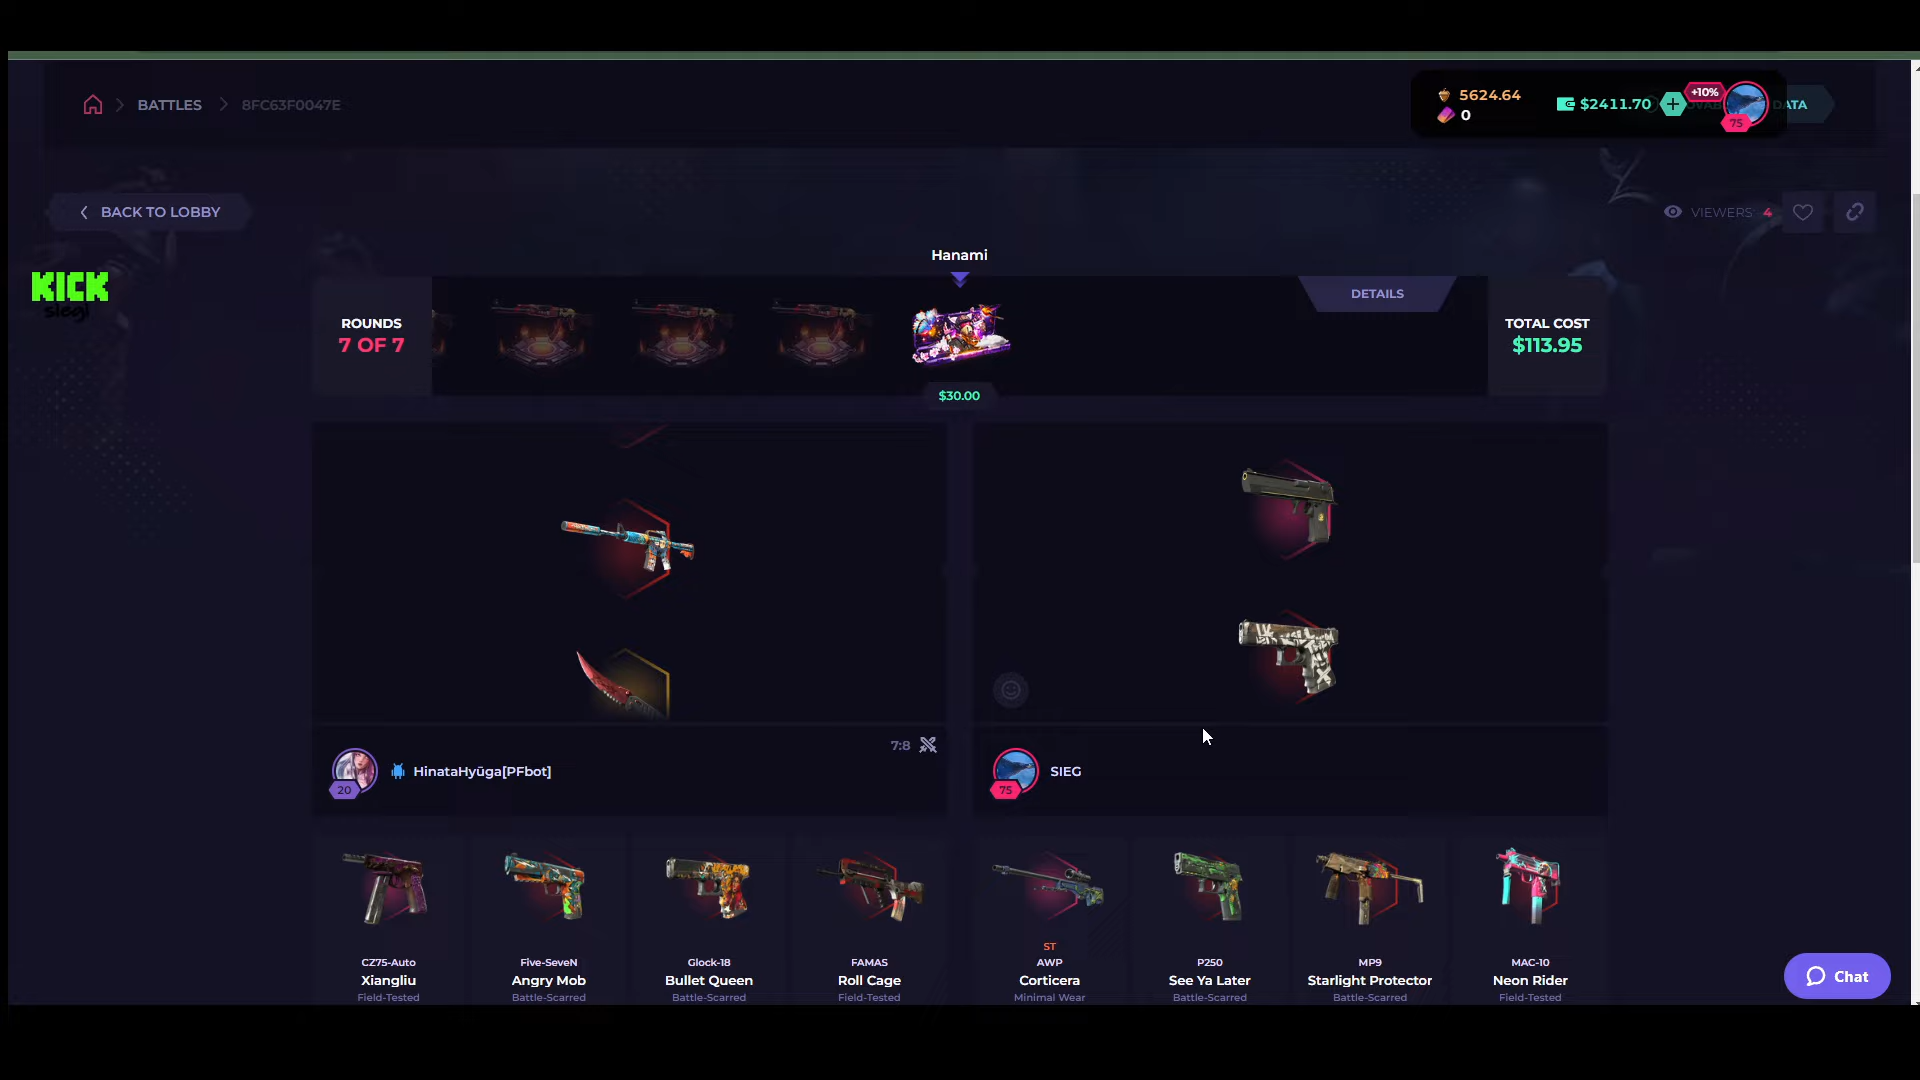 BATTLES
8FC63F0047E
5624.64
0
$2411.70
+10%
75
DATA
BACK TO LOBBY
VIEWERS 4
Hanami
KICK
siegl
ROUNDS
7 OF 7
DETAILS
TOTAL COST
$113.95
$30.00
7:8
20
HinataHyūga[PFbot]
75
SIEG
CZ75-Auto
Xiangliu
Field-Tested
Five-SeveN
Angry Mob
Battle-Scarred
Glock-18
Bullet Queen
Battle-Scarred
FAMAS
Roll Cage
Field-Tested
ST
AWP
Corticera
Minimal Wear
P250
See Ya Later
Battle-Scarred
MP9
Starlight Protector
Battle-Scarred
MAC-10
Neon Rider
Field-Tested
Chat